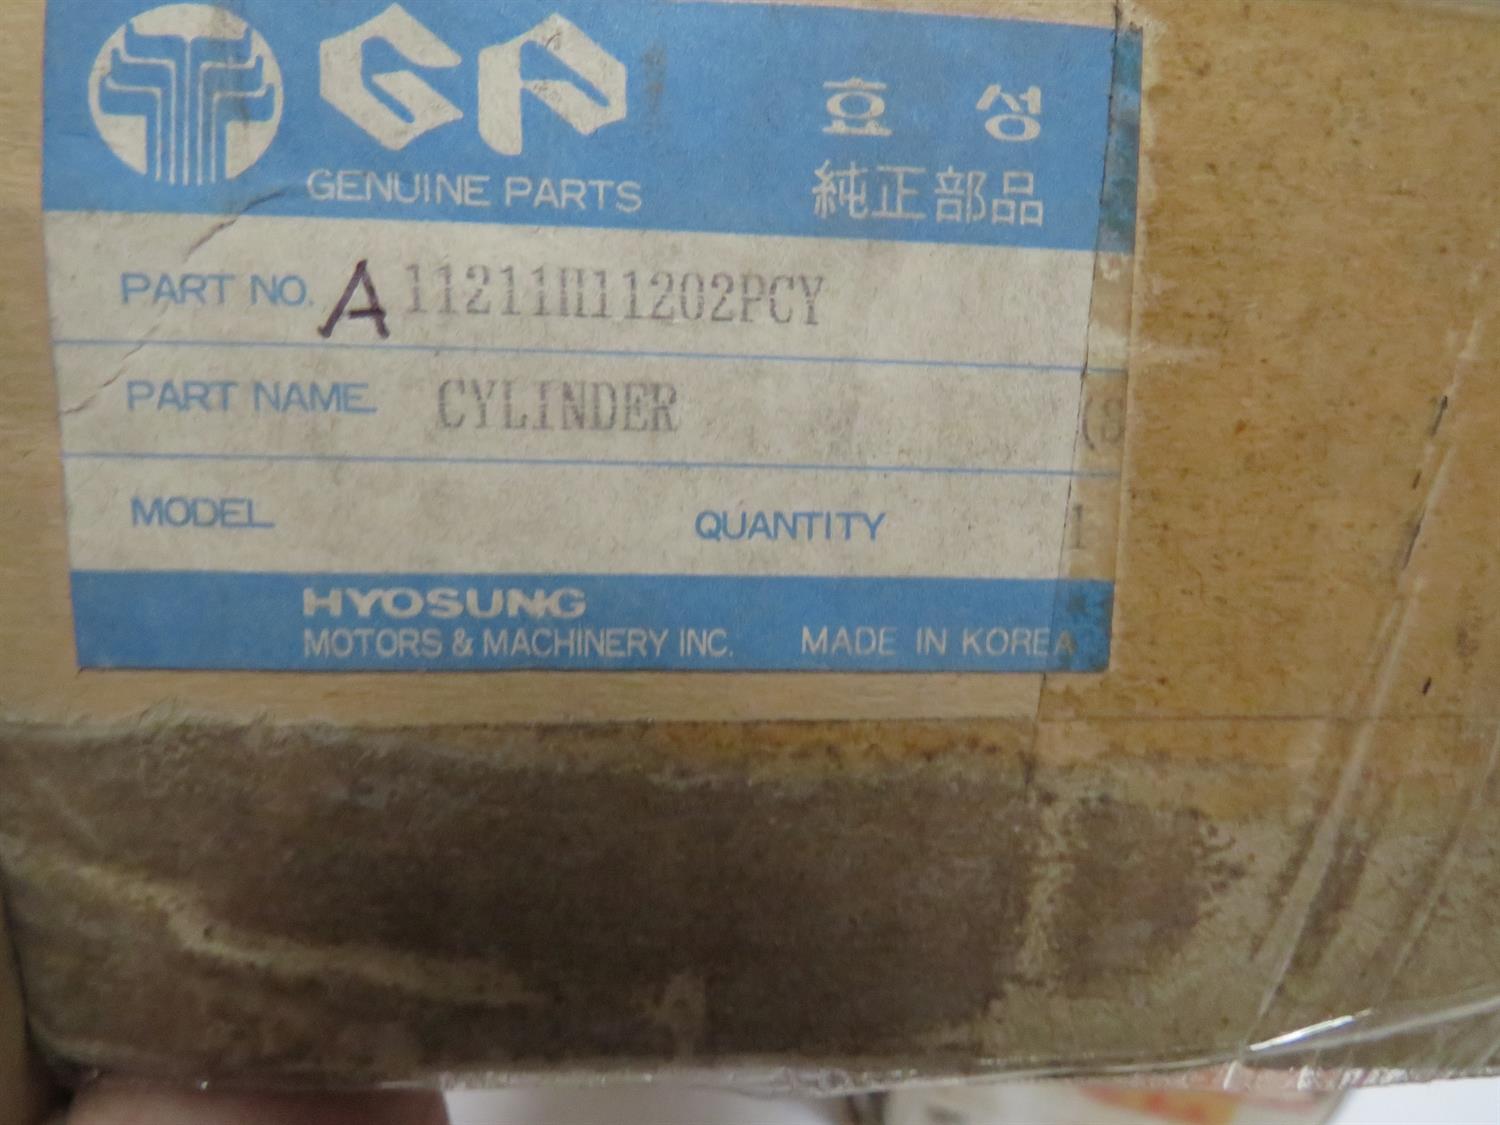 GP 효성
GENUINE PARTS 純正部品
PART NO. A 11211H11202PCY
PART NAME CYLINDER (8
MODEL QUANTITY 1
HYOSUNG
MOTORS & MACHINERY INC. MADE IN KOREA